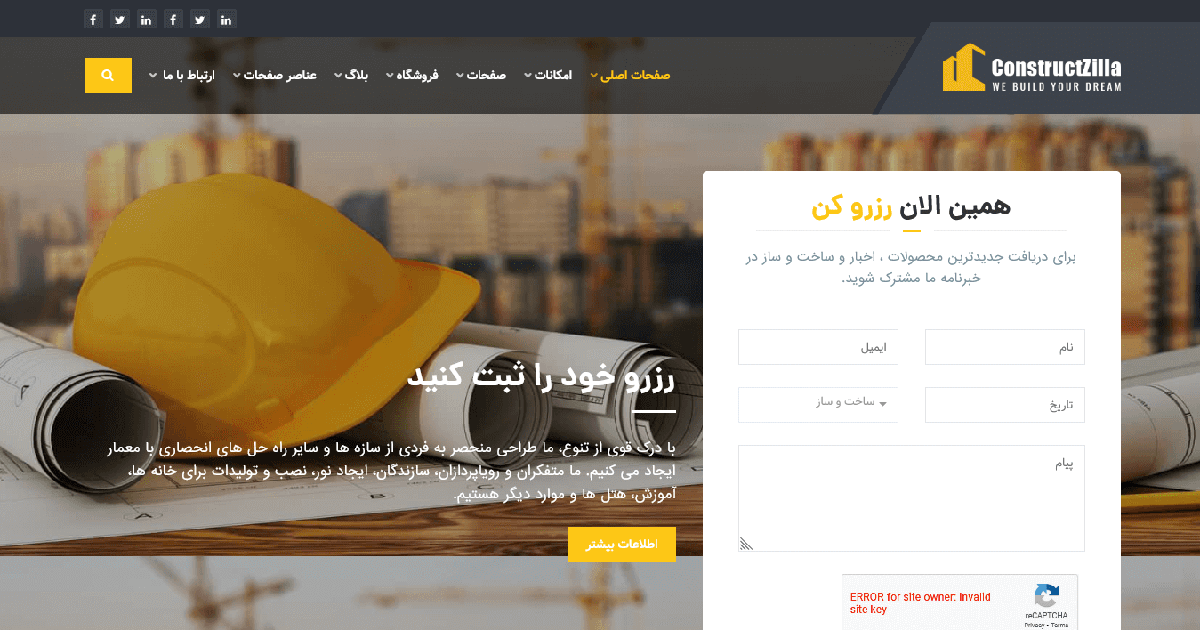 ConstructZilla
WE BUILD YOUR DREAM
صفحات اصلی
امکانات
صفحات
فروشگاه
بلاگ
عناصر صفحات
ارتباط با ما
همین الان رزرو کن
برای دریافت جدیدترین محصولات ، اخبار و ساخت و ساز در
خبرنامه ما مشترک شوید.
نام
ایمیل
تاریخ
ساخت و ساز
پیام
ERROR for site owner: Invalid
site key
reCAPTCHA
Privacy - Terms
رزرو خود را ثبت کنید
با درک قوی از تنوع، ما طراحی منحصر به فردی از سازه ها و سایر راه حل های انحصاری با معمار
ایجاد می کنیم. ما متفکران و رویاپردازان، سازندگان، ایجاد نور، نصب و تولیدات برای خانه ها،
آموزش، هتل ها و موارد دیگر هستیم.
اطلاعات بیشتر